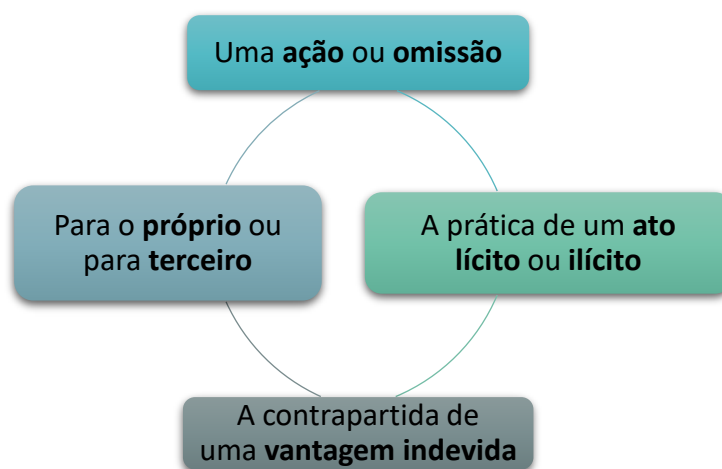 Uma ação ou omissão
Para o próprio ou
para terceiro
A prática de um ato
lícito ou ilícito
A contrapartida de
uma vantagem indevida